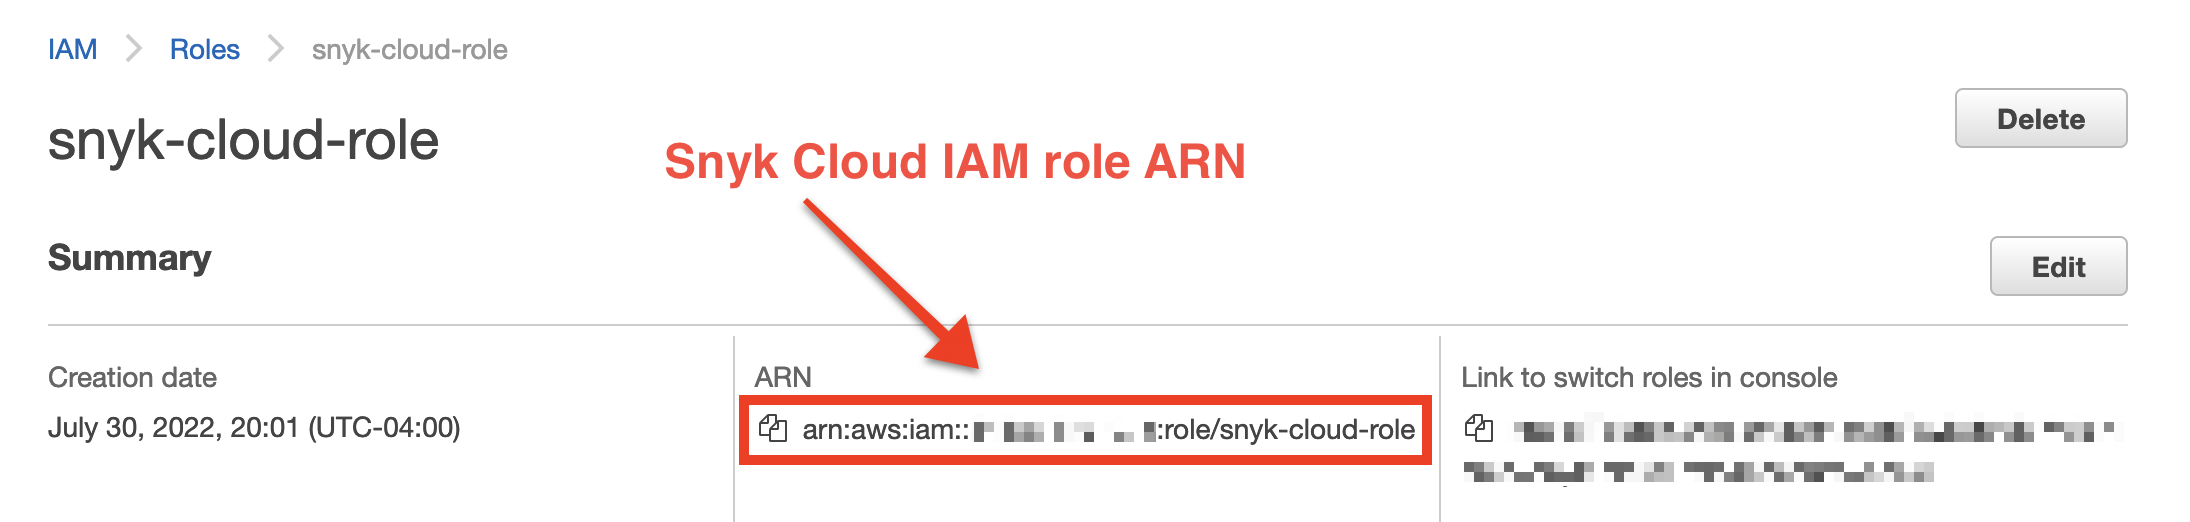 IAM > Roles > snyk-cloud-role
snyk-cloud-role
Delete
Snyk Cloud IAM role ARN
Summary
Edit
Creation date
July 30, 2022, 20:01 (UTC-04:00)
ARN
arn:aws:iam:: :role/snyk-cloud-role
Link to switch roles in console